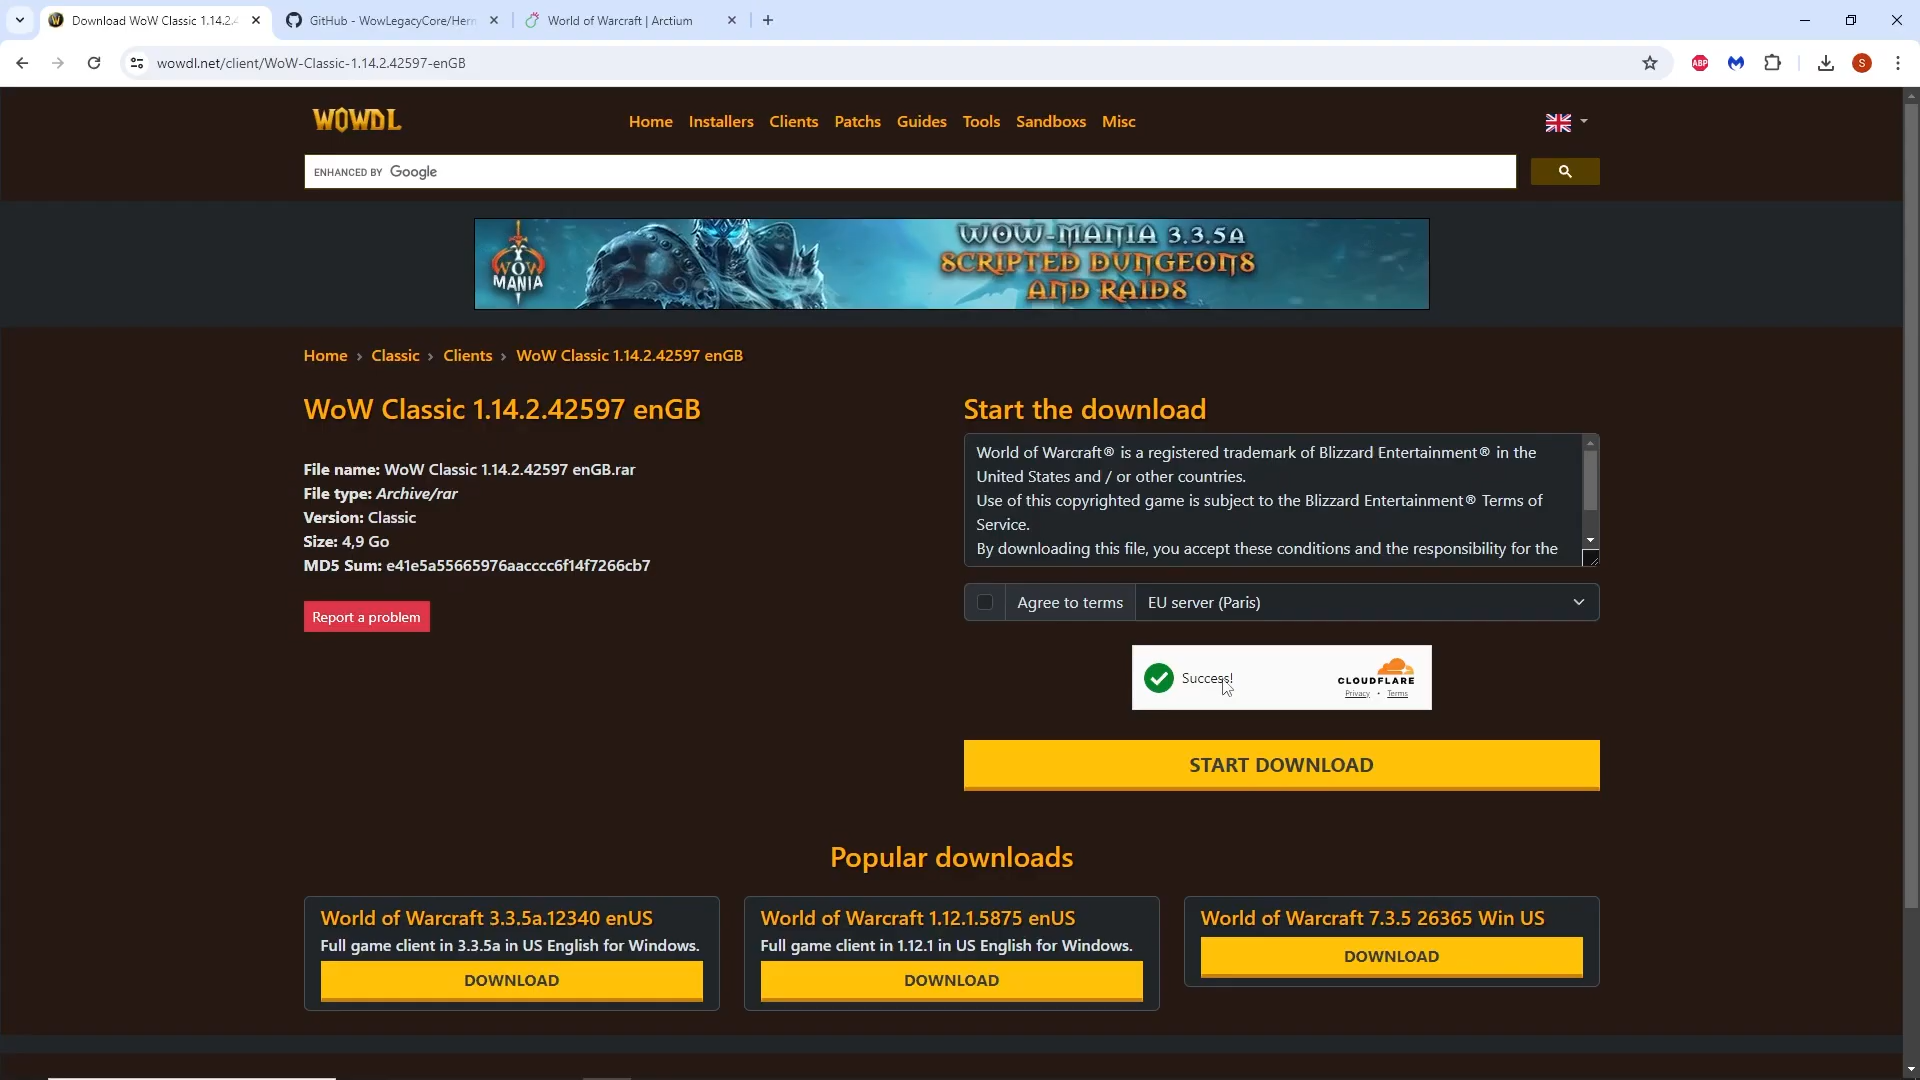 Download WoW Classic 1.14.2.4
GitHub - WowLegacyCore/Herm
World of Warcraft | Arctium
wowdl.net/client/WoW-Classic-1.14.2.42597-enGB
ABP
S
WOWDL
Home
Installers
Clients
Patchs
Guides
Tools
Sandboxes
Misc
ENHANCED BY Google
WOW MANIA
WOW-MANIA 3.3.5A
SCRIPTED DUNGEONS
AND RAIDS
Home › Classic › Clients › WoW Classic 1.14.2.42597 enGB
WoW Classic 1.14.2.42597 enGB
File name: WoW Classic 1.14.2.42597 enGB.rar
File type: Archive/rar
Version: Classic
Size: 4,9 Go
MD5 Sum: e41e5a55665976aacccc6f14f7266cb7
Report a problem
Start the download
World of Warcraft® is a registered trademark of Blizzard Entertainment® in the
United States and / or other countries.
Use of this copyrighted game is subject to the Blizzard Entertainment® Terms of
Service.
By downloading this file, you accept these conditions and the responsibility for the
Agree to terms
EU server (Paris)
Success!
CLOUDFLARE
Privacy • Terms
START DOWNLOAD
Popular downloads
World of Warcraft 3.3.5a.12340 enUS
Full game client in 3.3.5a in US English for Windows.
DOWNLOAD
World of Warcraft 1.12.1.5875 enUS
Full game client in 1.12.1 in US English for Windows.
DOWNLOAD
World of Warcraft 7.3.5 26365 Win US
DOWNLOAD